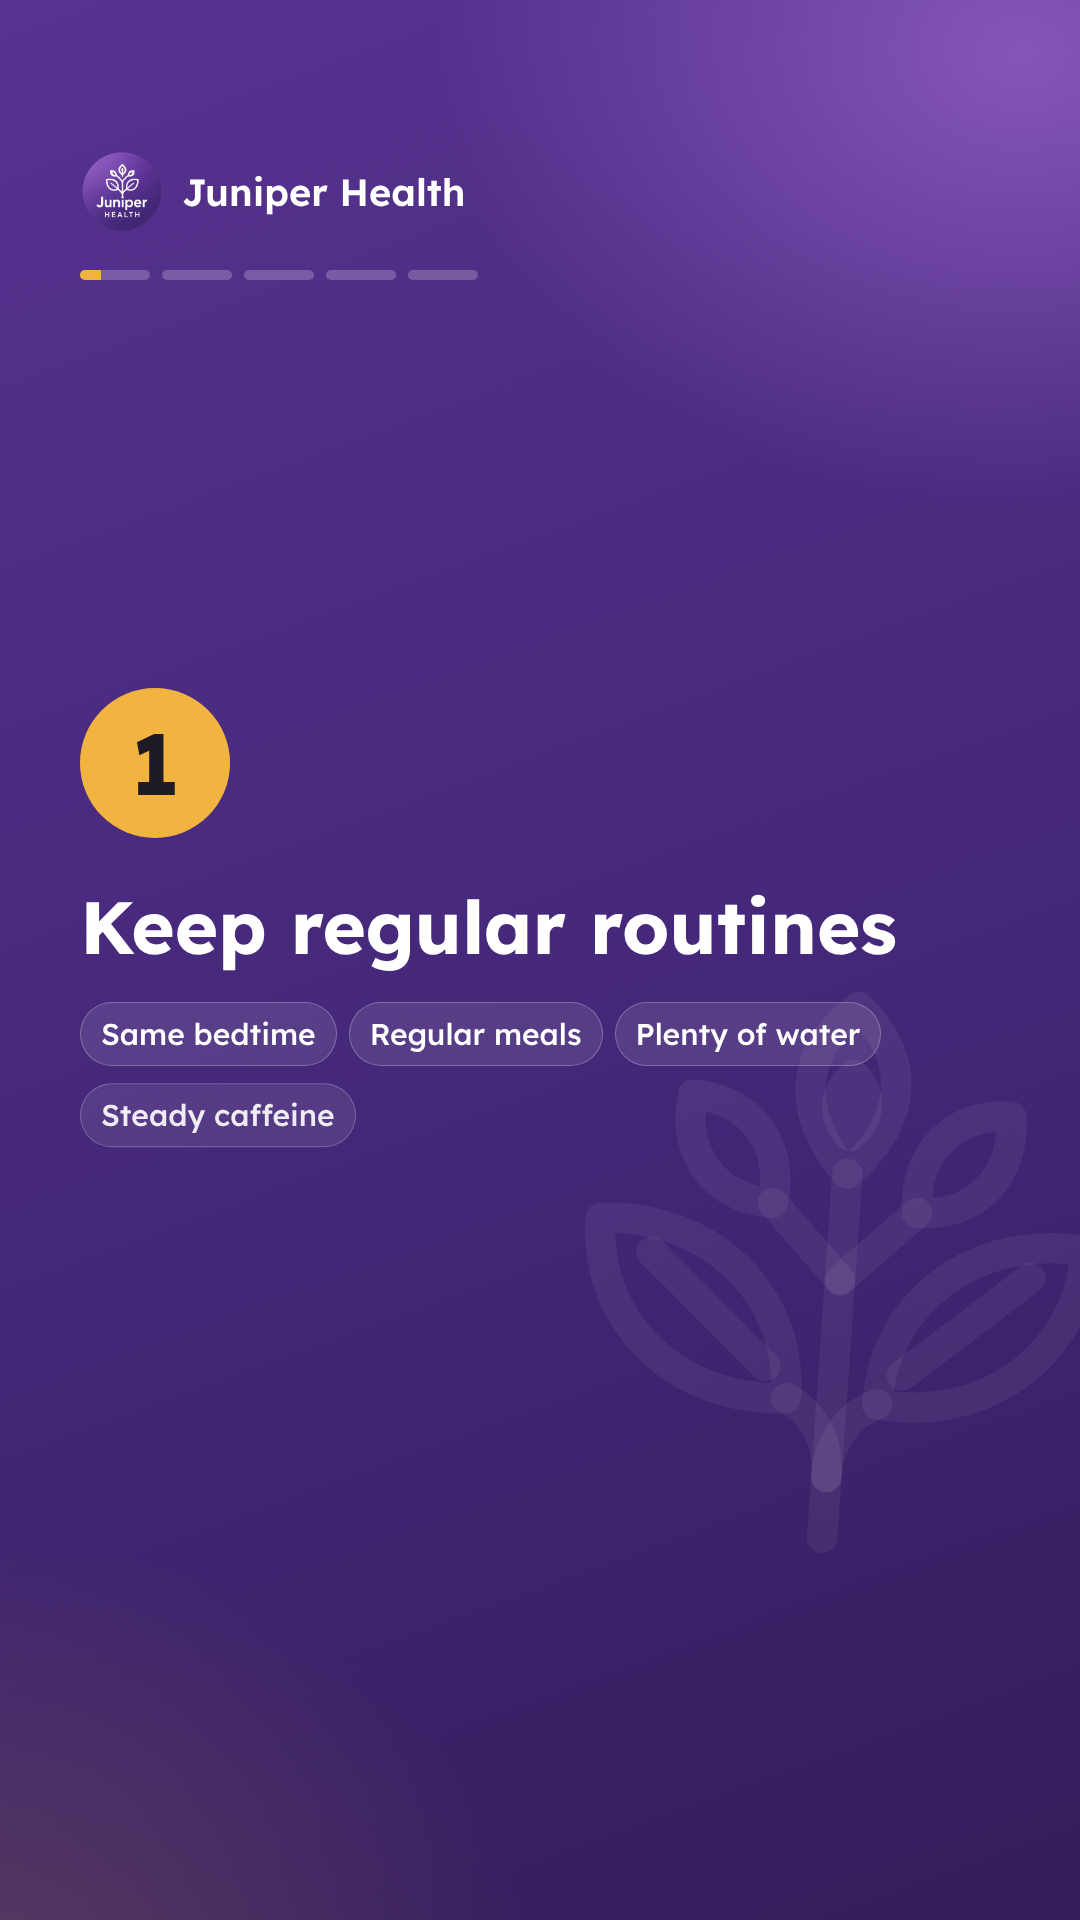 Juniper
HEALTH
Juniper Health
1
Keep regular routines
Same bedtime
Regular meals
Plenty of water
Steady caffeine